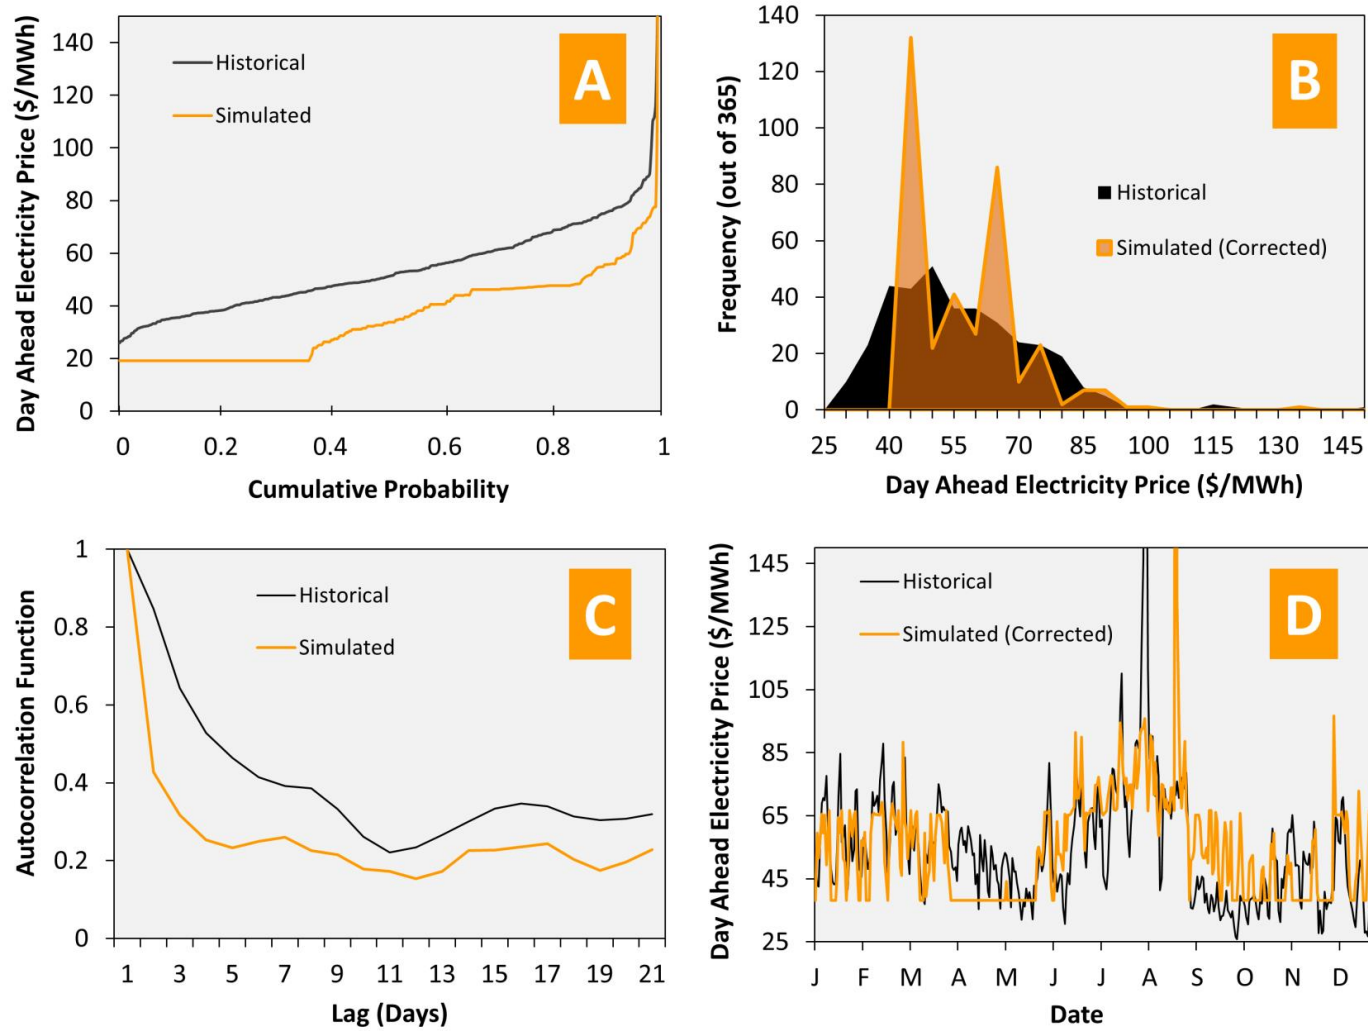 Day Ahead Electricity Price ($/MWh)
140
120
100
80
60
40
20
0
Historical
Simulated
A
0 0.2 0.4 0.6 0.8 1
Cumulative Probability
Frequency (out of 365)
140
120
100
80
60
40
20
0
B
Historical
Simulated (Corrected)
25 40 55 70 85 100 115 130 145
Day Ahead Electricity Price ($/MWh)
Autocorrelation Function
1
0.8
0.6
0.4
0.2
0
Historical
Simulated
C
1 3 5 7 9 11 13 15 17 19 21
Lag (Days)
Day Ahead Electricity Price ($/MWh)
145
125
105
85
65
45
25
Historical
Simulated (Corrected)
D
J F M A M J J A S O N D
Date